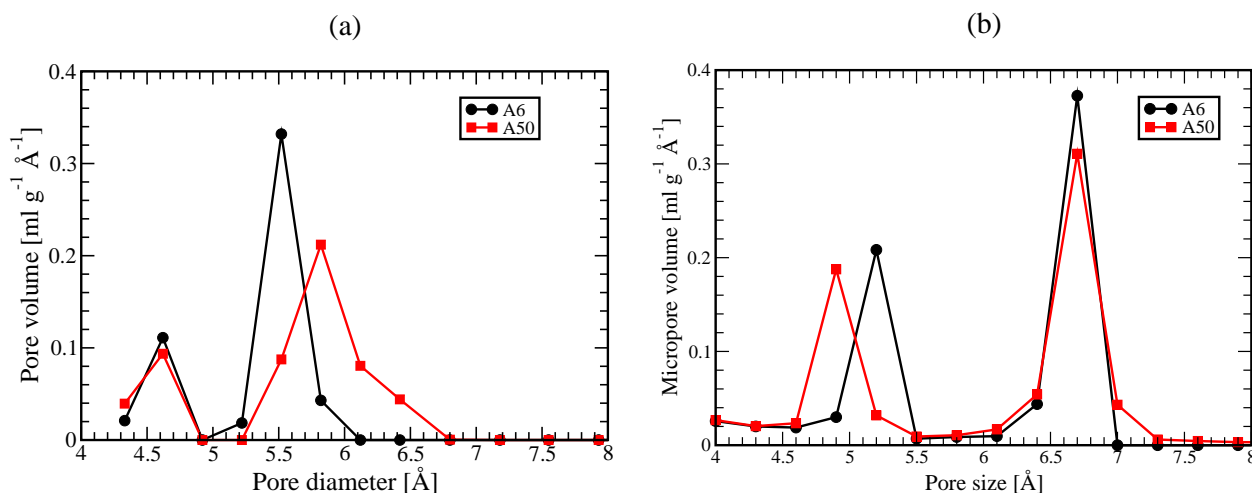 (a)
0.4
0.3
0.2
0.1
0
4 4.5 5 5.5 6 6.5 7 7.5 8
Pore diameter [Å]
Pore volume [ml g⁻¹ Å⁻¹]
A6
A50
(b)
0.4
0.3
0.2
0.1
0
4 4.5 5 5.5 6 6.5 7 7.5 8
Pore size [Å]
Micropore volume [ml g⁻¹ Å⁻¹]
A6
A50